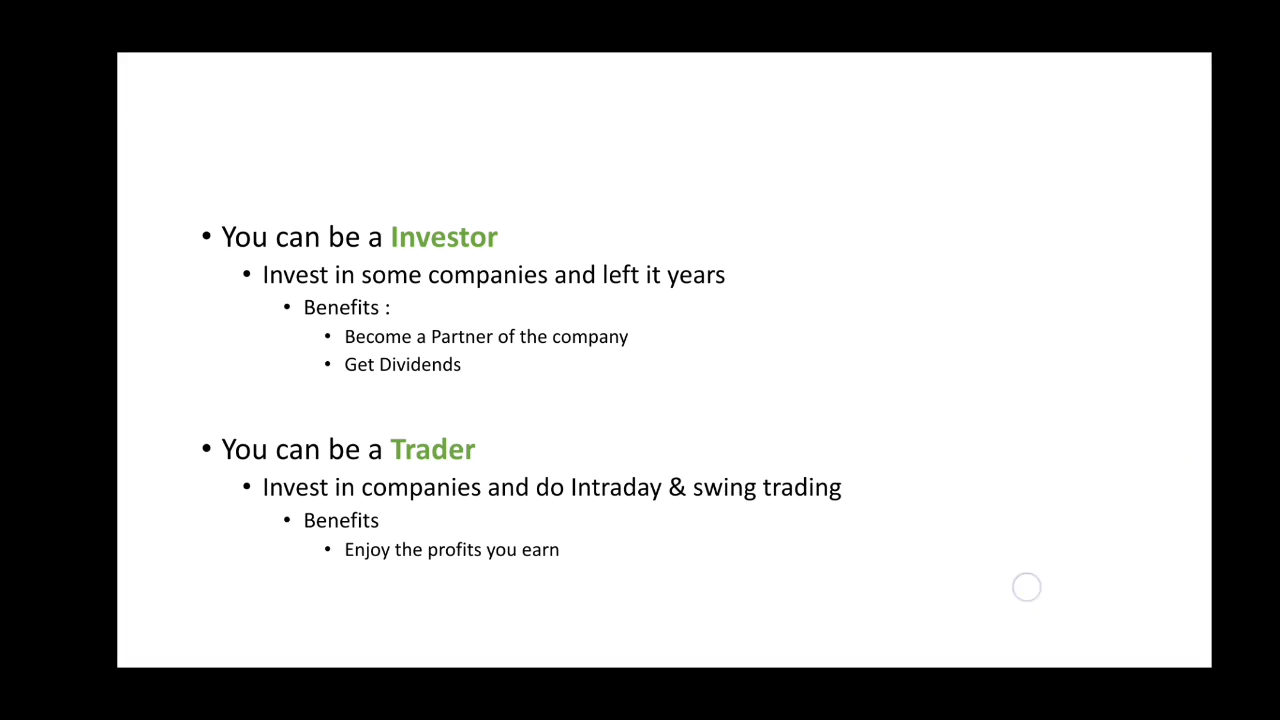 • You can be a Investor
• Invest in some companies and left it years
• Benefits :
• Become a Partner of the company
• Get Dividends
• You can be a Trader
• Invest in companies and do Intraday & swing trading
• Benefits
• Enjoy the profits you earn